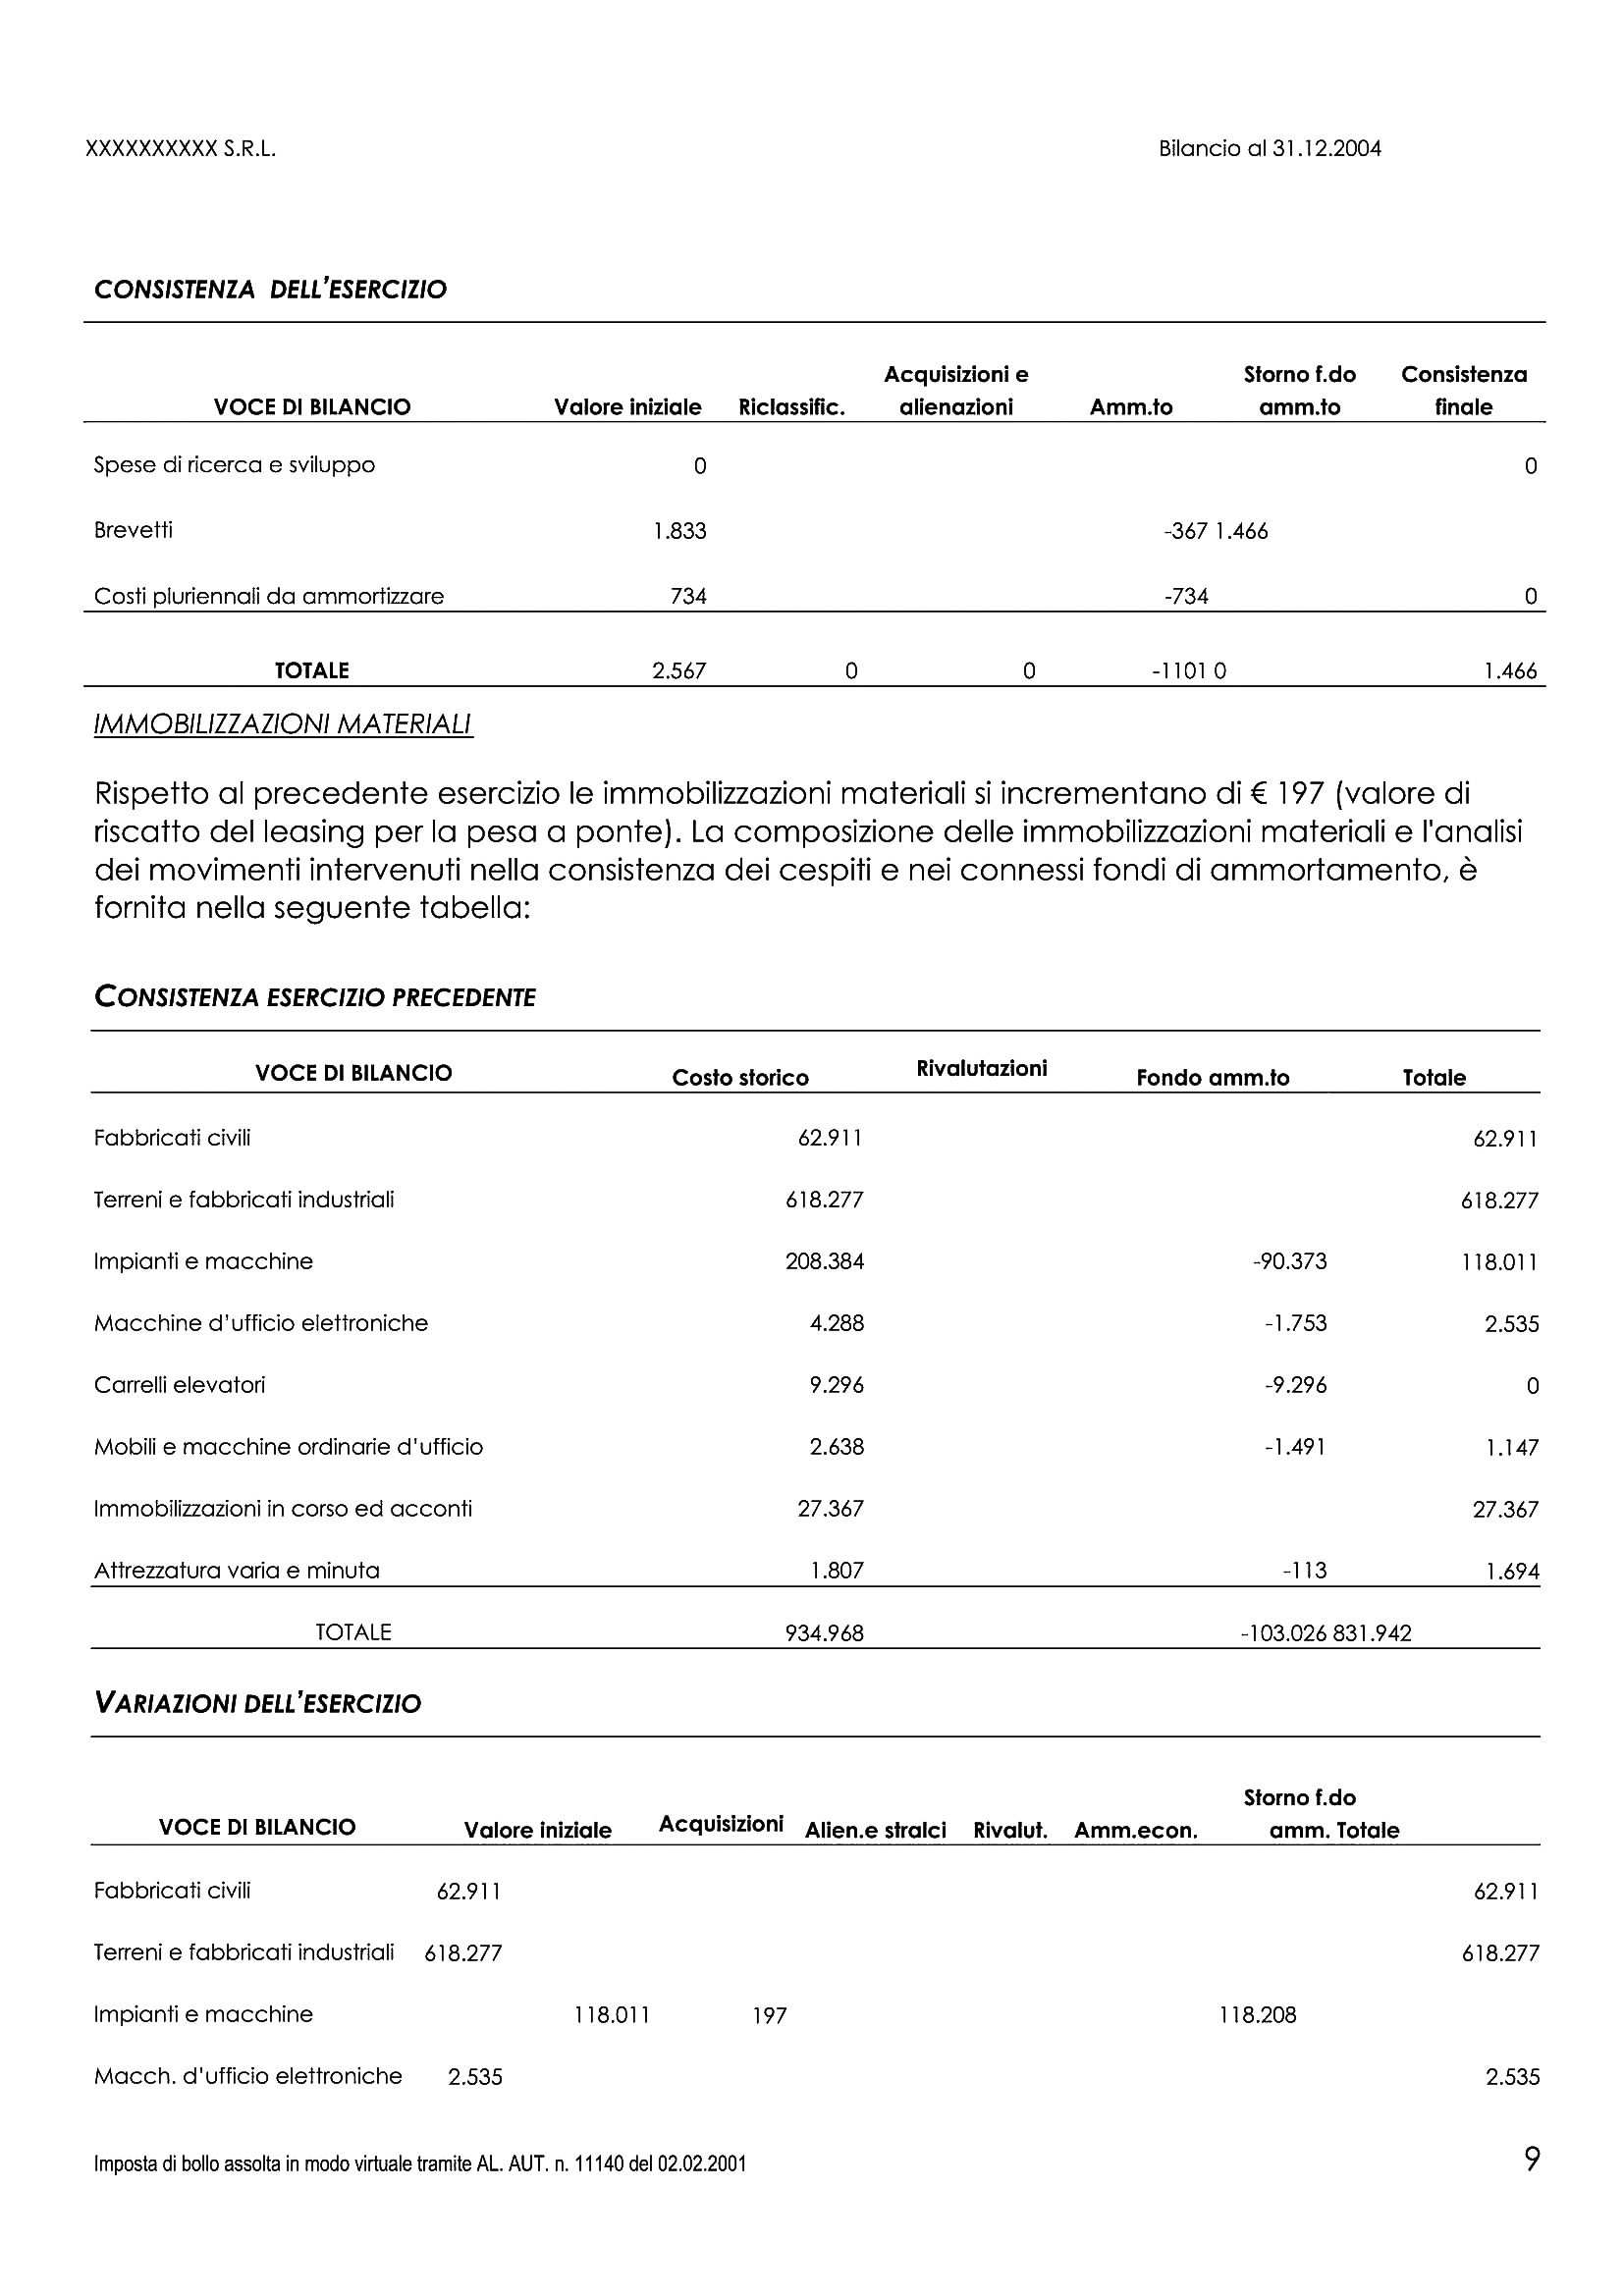 XXXXXXXXXX S.R.L. Bilancio al 31.12.2004
CONSISTENZA DELL'ESERCIZIO
Acquisizioni e Storno f.do Consistenza
VOCE DI BILANCIO Valore iniziale Riclassific. alienazioni Amm.to amm.to finale
Spese di ricerca e sviluppo 0 0
Brevetti 1.833 -367 1.466
Costi pluriennali da ammortizzare 734 -734 0
TOTALE 2.567 0 0 -1101 0 1.466
IMMOBILIZZAZIONI MATERIALI
Rispetto al precedente esercizio le immobilizzazioni materiali si incrementano di € 197 (valore di
riscatto del leasing per la pesa a ponte). La composizione delle immobilizzazioni materiali e l'analisi
dei movimenti intervenuti nella consistenza dei cespiti e nei connessi fondi di ammortamento, è
fornita nella seguente tabella:
CONSISTENZA ESERCIZIO PRECEDENTE
VOCE DI BILANCIO Costo storico Rivalutazioni Fondo amm.to Totale
Fabbricati civili 62.911 62.911
Terreni e fabbricati industriali 618.277 618.277
Impianti e macchine 208.384 -90.373 118.011
Macchine d'ufficio elettroniche 4.288 -1.753 2.535
Carrelli elevatori 9.296 -9.296 0
Mobili e macchine ordinarie d'ufficio 2.638 -1.491 1.147
Immobilizzazioni in corso ed acconti 27.367 27.367
Attrezzatura varia e minuta 1.807 -113 1.694
TOTALE 934.968 -103.026 831.942
VARIAZIONI DELL'ESERCIZIO
Storno f.do
VOCE DI BILANCIO Valore iniziale Acquisizioni Alien.e stralci Rivalut. Amm.econ. amm. Totale
Fabbricati civili 62.911 62.911
Terreni e fabbricati industriali 618.277 618.277
Impianti e macchine 118.011 197 118.208
Macch. d'ufficio elettroniche 2.535 2.535
Imposta di bollo assolta in modo virtuale tramite AL. AUT. n. 11140 del 02.02.2001 9